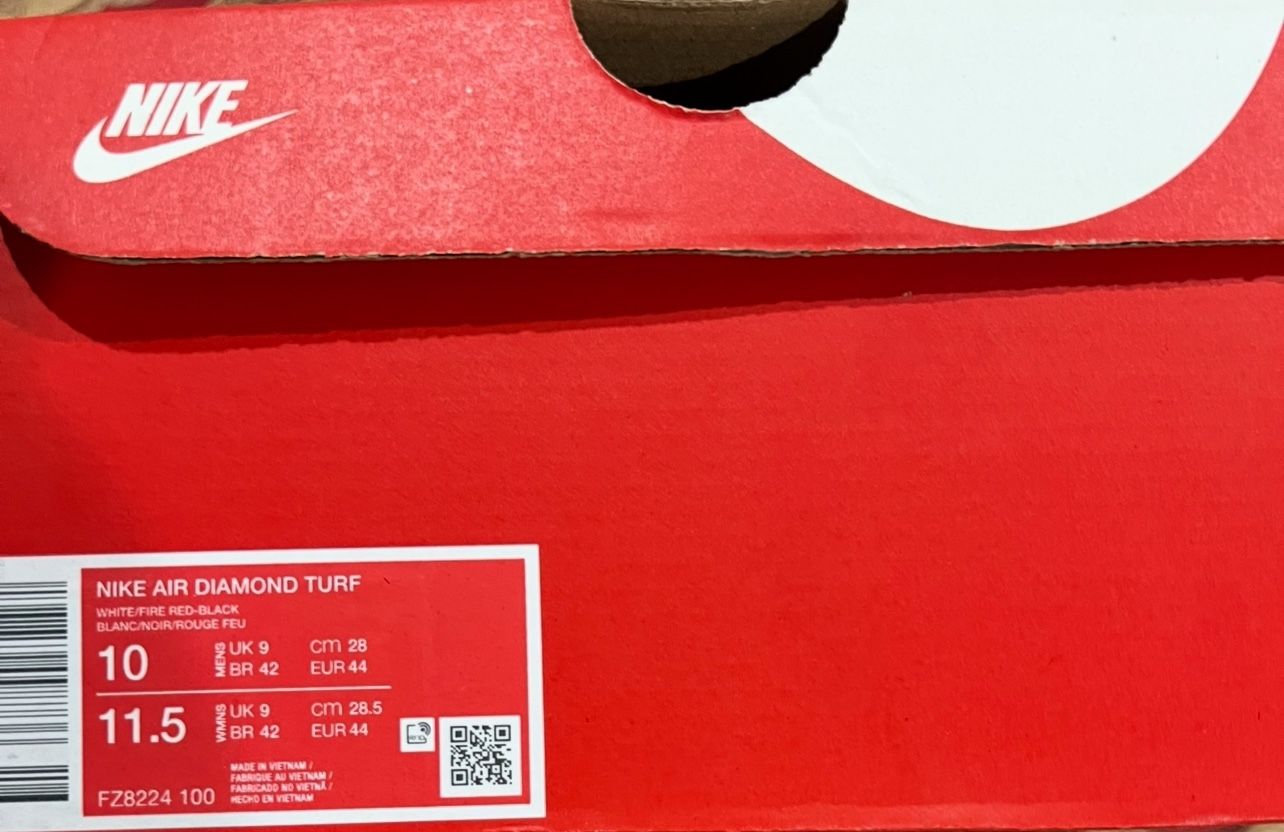 NIKE
NIKE AIR DIAMOND TURF
WHITE/FIRE RED-BLACK
BLANC/NOIR/ROUGE FEU
10 MENS UK 9 cm 28
BR 42 EUR 44
11.5 WMNS UK 9 cm 28.5
BR 42 EUR 44
MADE IN VIETNAM /
FABRIQUE AU VIETNAM /
FABRICADO NO VIETNÃ /
HECHO EN VIETNAM
FZ8224 100